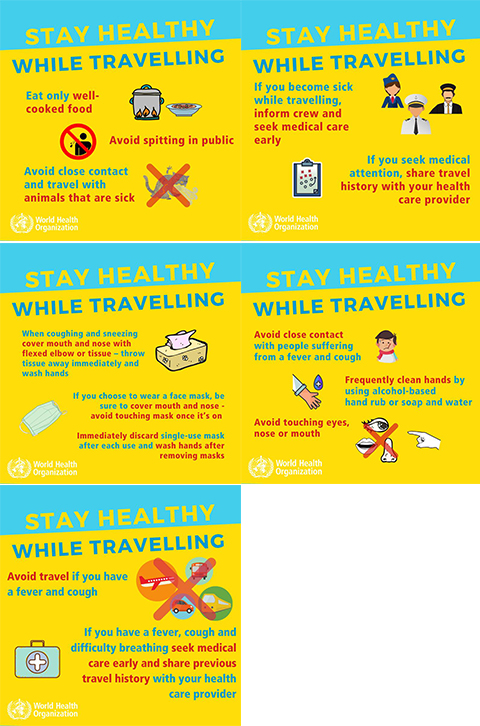 STAY HEALTHY
WHILE TRAVELLING
Eat only well-
cooked food
Avoid spitting in public
Avoid close contact
and travel with
animals that are sick
World Health
Organization
STAY HEALTHY
WHILE TRAVELLING
If you become sick
while travelling,
inform crew and
seek medical care
early
If you seek medical
attention, share travel
history with your health
care provider
World Health
Organization
STAY HEALTHY
WHILE TRAVELLING
When coughing and sneezing
cover mouth and nose with
flexed elbow or tissue – throw
tissue away immediately and
wash hands
If you choose to wear a face mask, be
sure to cover mouth and nose -
avoid touching mask once it's on
Immediately discard single-use mask
after each use and wash hands after
removing masks
World Health
Organization
STAY HEALTHY
WHILE TRAVELLING
Avoid close contact
with people suffering
from a fever and cough
Frequently clean hands by
using alcohol-based
hand rub or soap and water
Avoid touching eyes,
nose or mouth
World Health
Organization
STAY HEALTHY
WHILE TRAVELLING
Avoid travel if you have
a fever and cough
If you have a fever, cough and
difficulty breathing seek medical
care early and share previous
travel history with your health
care provider
World Health
Organization